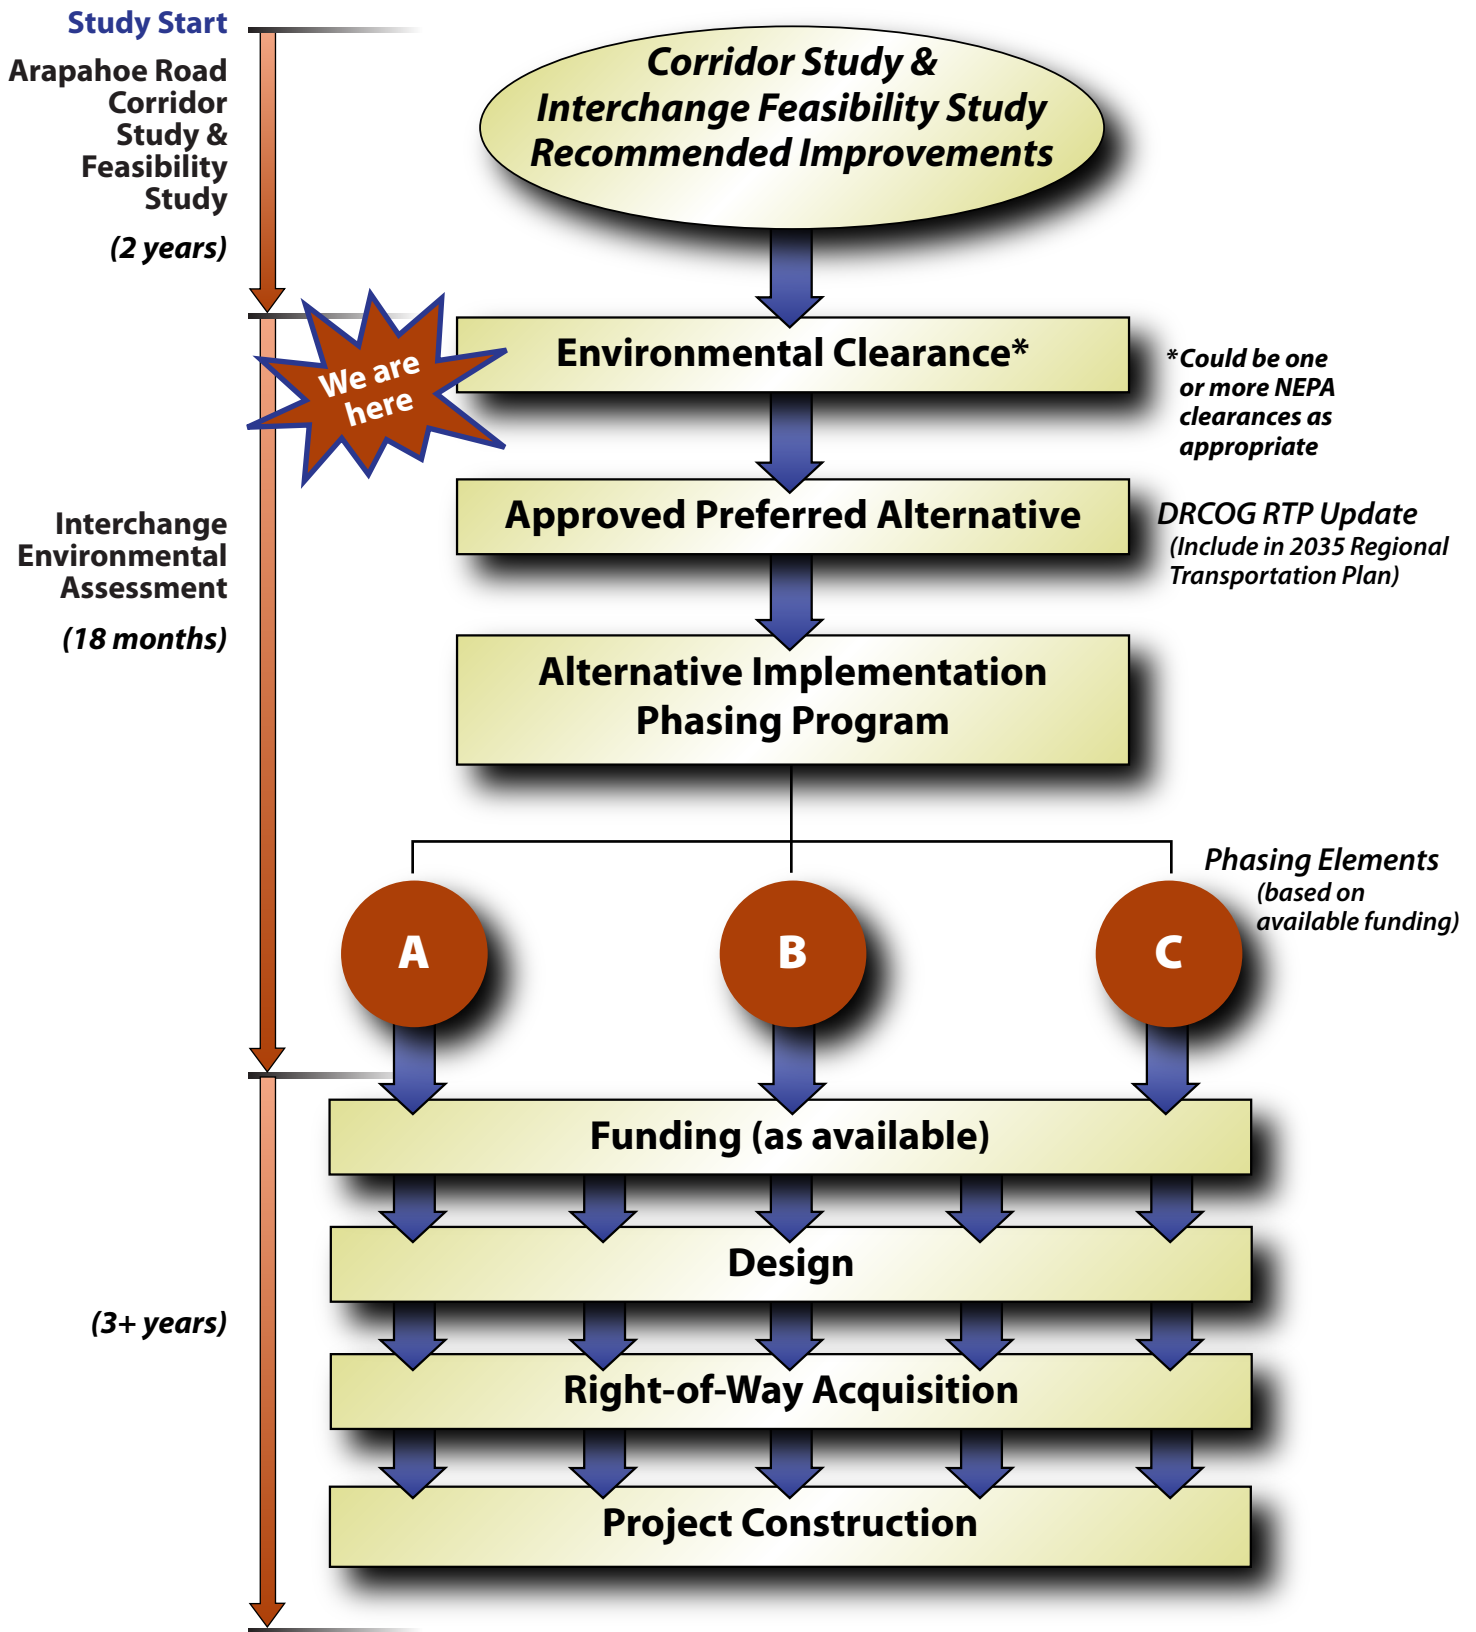 Study Start
Arapahoe Road
Corridor
Study &
Feasibility
Study
(2 years)
Corridor Study &
Interchange Feasibility Study
Recommended Improvements
We are
here
Environmental Clearance*
*Could be one
or more NEPA
clearances as
appropriate
Interchange
Environmental
Assessment
(18 months)
Approved Preferred Alternative
DRCOG RTP Update
(Include in 2035 Regional
Transportation Plan)
Alternative Implementation
Phasing Program
Phasing Elements
(based on
available funding)
A
B
C
(3+ years)
Funding (as available)
Design
Right-of-Way Acquisition
Project Construction